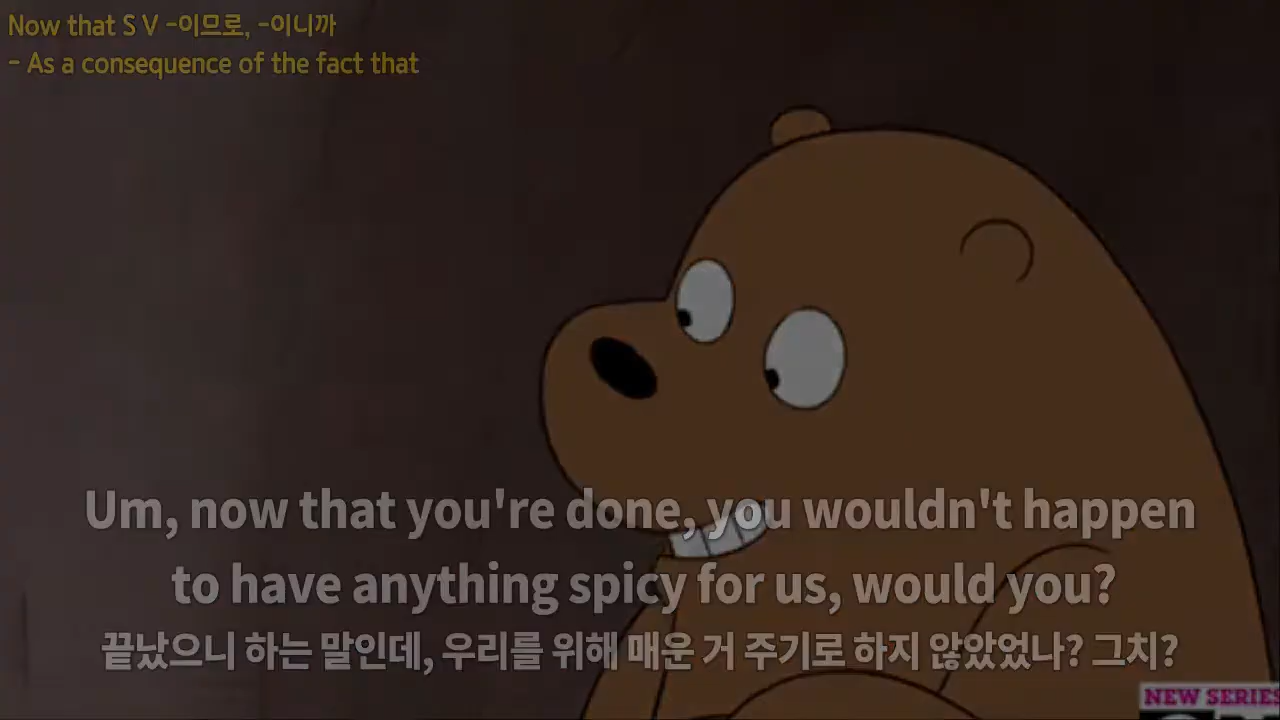 Now that S V -이므로, -이니까
- As a consequence of the fact that
Um, now that you're done, you wouldn't happen
to have anything spicy for us, would you?
끝났으니 하는 말인데, 우리를 위해 매운 거 주기로 하지 않았었나? 그치?
NEW SERIES